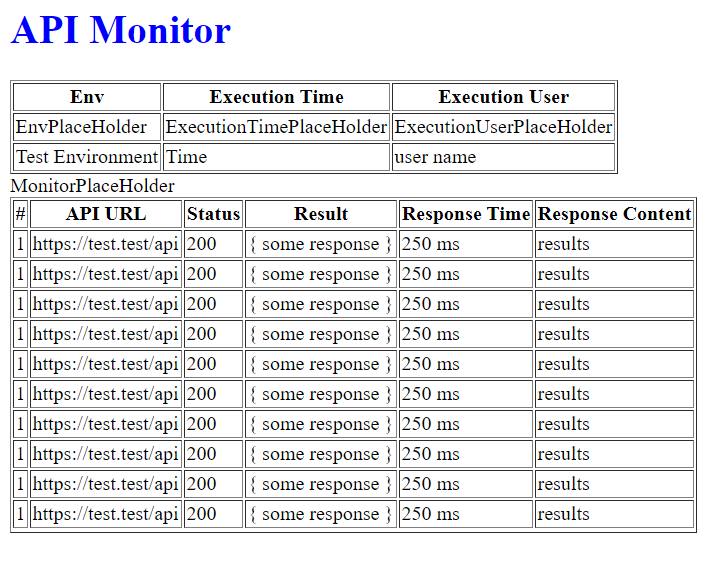 API Monitor
Env Execution Time Execution User
EnvPlaceHolder ExecutionTimePlaceHolder ExecutionUserPlaceHolder
Test Environment Time user name
MonitorPlaceHolder
# API URL Status Result Response Time Response Content
1 https://test.test/api 200 { some response } 250 ms results
1 https://test.test/api 200 { some response } 250 ms results
1 https://test.test/api 200 { some response } 250 ms results
1 https://test.test/api 200 { some response } 250 ms results
1 https://test.test/api 200 { some response } 250 ms results
1 https://test.test/api 200 { some response } 250 ms results
1 https://test.test/api 200 { some response } 250 ms results
1 https://test.test/api 200 { some response } 250 ms results
1 https://test.test/api 200 { some response } 250 ms results
1 https://test.test/api 200 { some response } 250 ms results